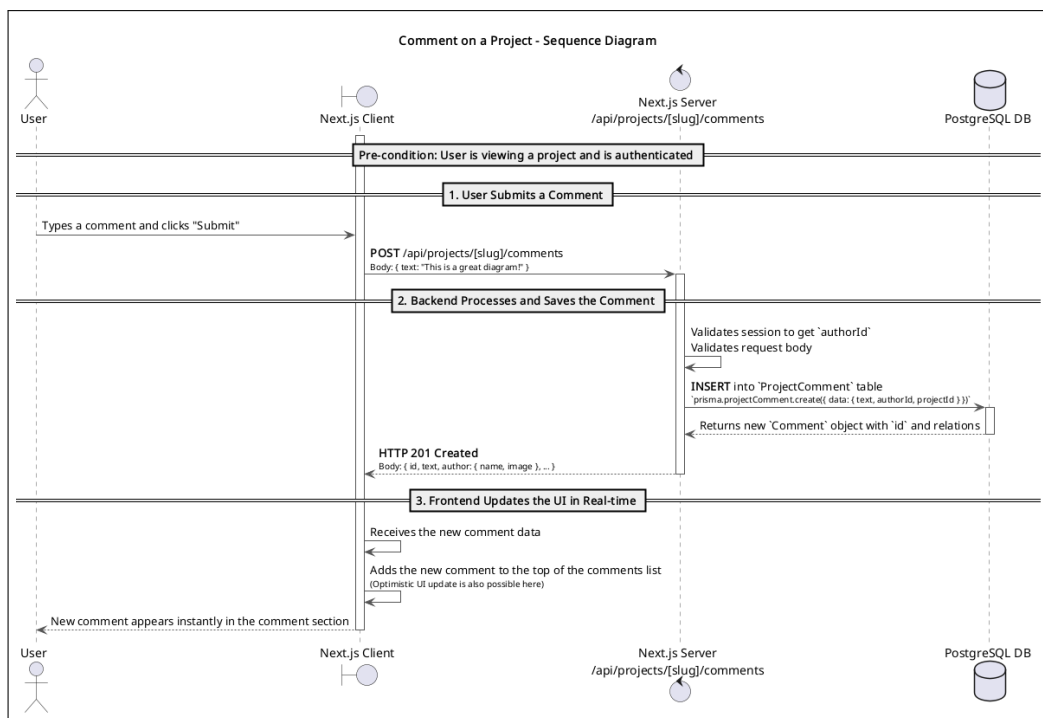 Comment on a Project - Sequence Diagram
User
Next.js Client
Next.js Server
/api/projects/[slug]/comments
PostgreSQL DB
Pre-condition: User is viewing a project and is authenticated
1. User Submits a Comment
Types a comment and clicks "Submit"
POST /api/projects/[slug]/comments
Body: { text: "This is a great diagram!" }
2. Backend Processes and Saves the Comment
Validates session to get `authorId`
Validates request body
INSERT into `ProjectComment` table
`prisma.projectComment.create({ data: { text, authorId, projectId } })`
Returns new `Comment` object with `id` and relations
HTTP 201 Created
Body: { id, text, author: { name, image }, ... }
3. Frontend Updates the UI in Real-time
Receives the new comment data
Adds the new comment to the top of the comments list
(Optimistic UI update is also possible here)
New comment appears instantly in the comment section
User
Next.js Client
Next.js Server
/api/projects/[slug]/comments
PostgreSQL DB